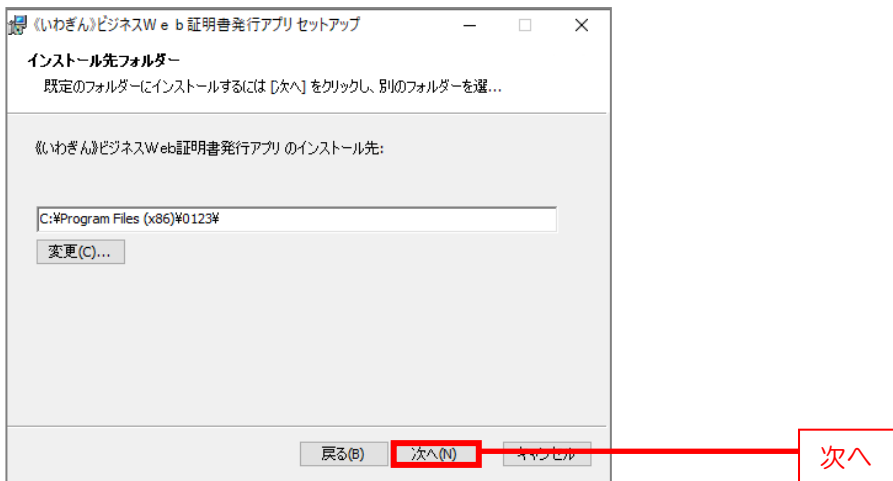 《いわぎん》ビジネスＷｅｂ証明書発行アプリ セットアップ
インストール先フォルダー
既定のフォルダーにインストールするには [次へ] をクリックし、別のフォルダーを選...
《いわぎん》ビジネスWeb証明書発行アプリ のインストール先:
C:¥Program Files (x86)¥0123¥
変更(C)...
戻る(B) 次へ(N) キャンセル
次へ